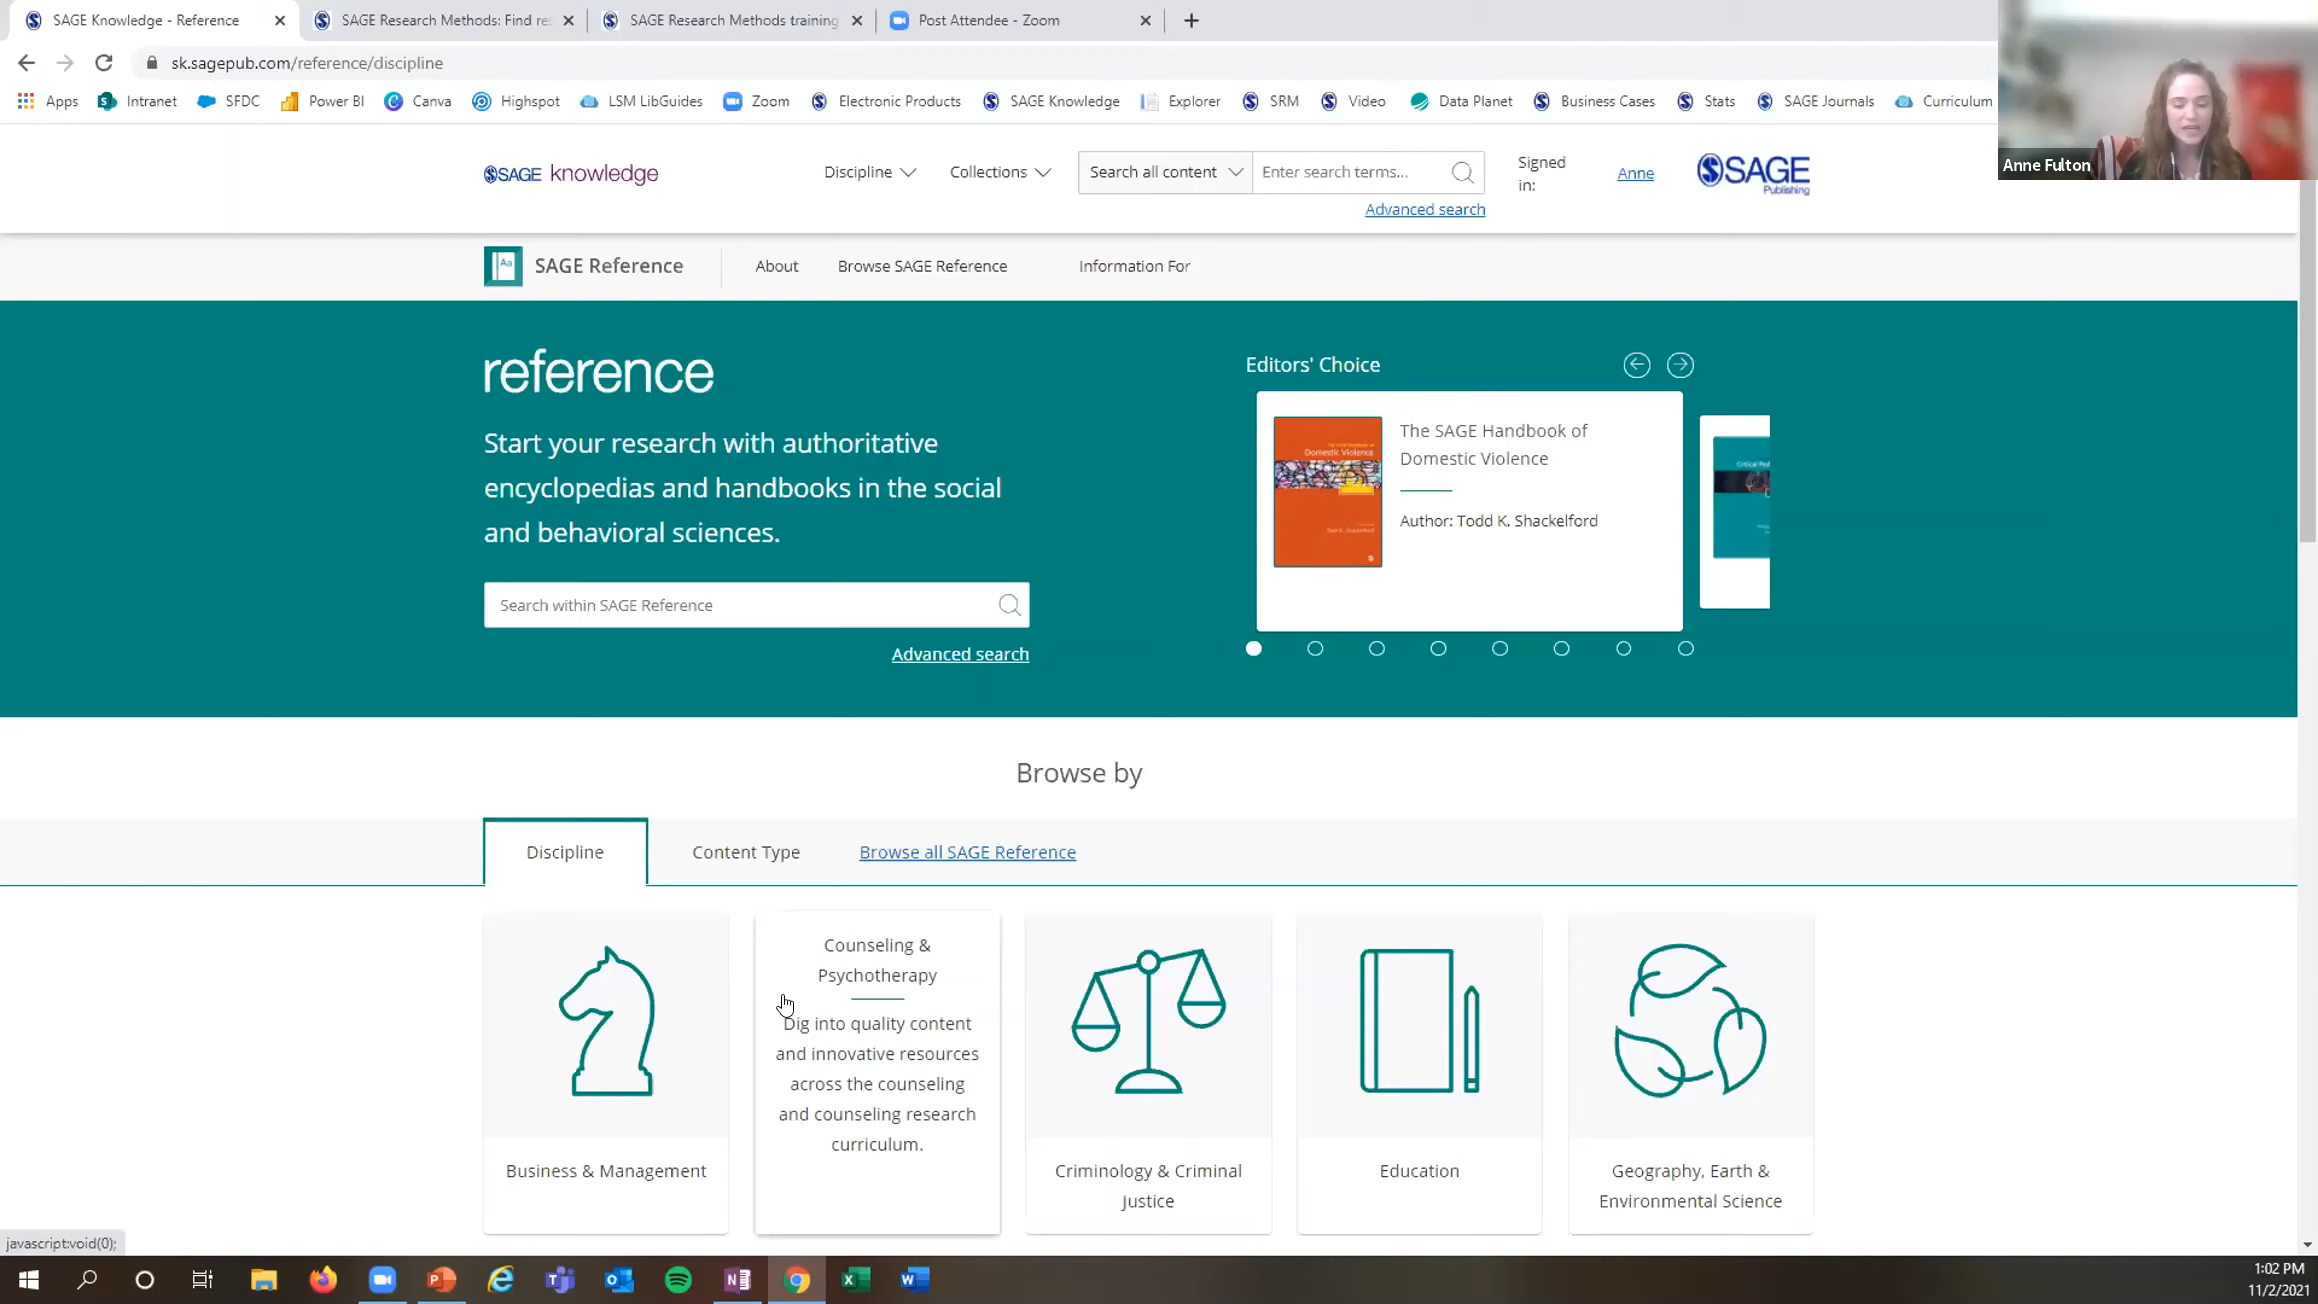 SAGE Knowledge - Reference
SAGE Research Methods: Find re
SAGE Research Methods training
Post Attendee - Zoom
sk.sagepub.com/reference/discipline
Apps
Intranet
SFDC
Power BI
Canva
Highspot
LSM LibGuides
Zoom
Electronic Products
SAGE Knowledge
Explorer
SRM
Video
Data Planet
Business Cases
Stats
SAGE Journals
Curriculum
Anne Fulton
SAGE knowledge
Discipline
Collections
Search all content
Enter search terms...
Advanced search
Signed
in:
Anne
SAGE
Publishing
Aa
SAGE Reference
About
Browse SAGE Reference
Information For
reference
Start your research with authoritative
encyclopedias and handbooks in the social
and behavioral sciences.
Search within SAGE Reference
Advanced search
Editors' Choice
Domestic Violence
The SAGE Handbook of
Domestic Violence
Author: Todd K. Shackelford
Browse by
Discipline
Content Type
Browse all SAGE Reference
Business & Management
Counseling &
Psychotherapy
Dig into quality content
and innovative resources
across the counseling
and counseling research
curriculum.
Criminology & Criminal
Justice
Education
Geography, Earth &
Environmental Science
javascript:void(0);
1:02 PM
11/2/2021